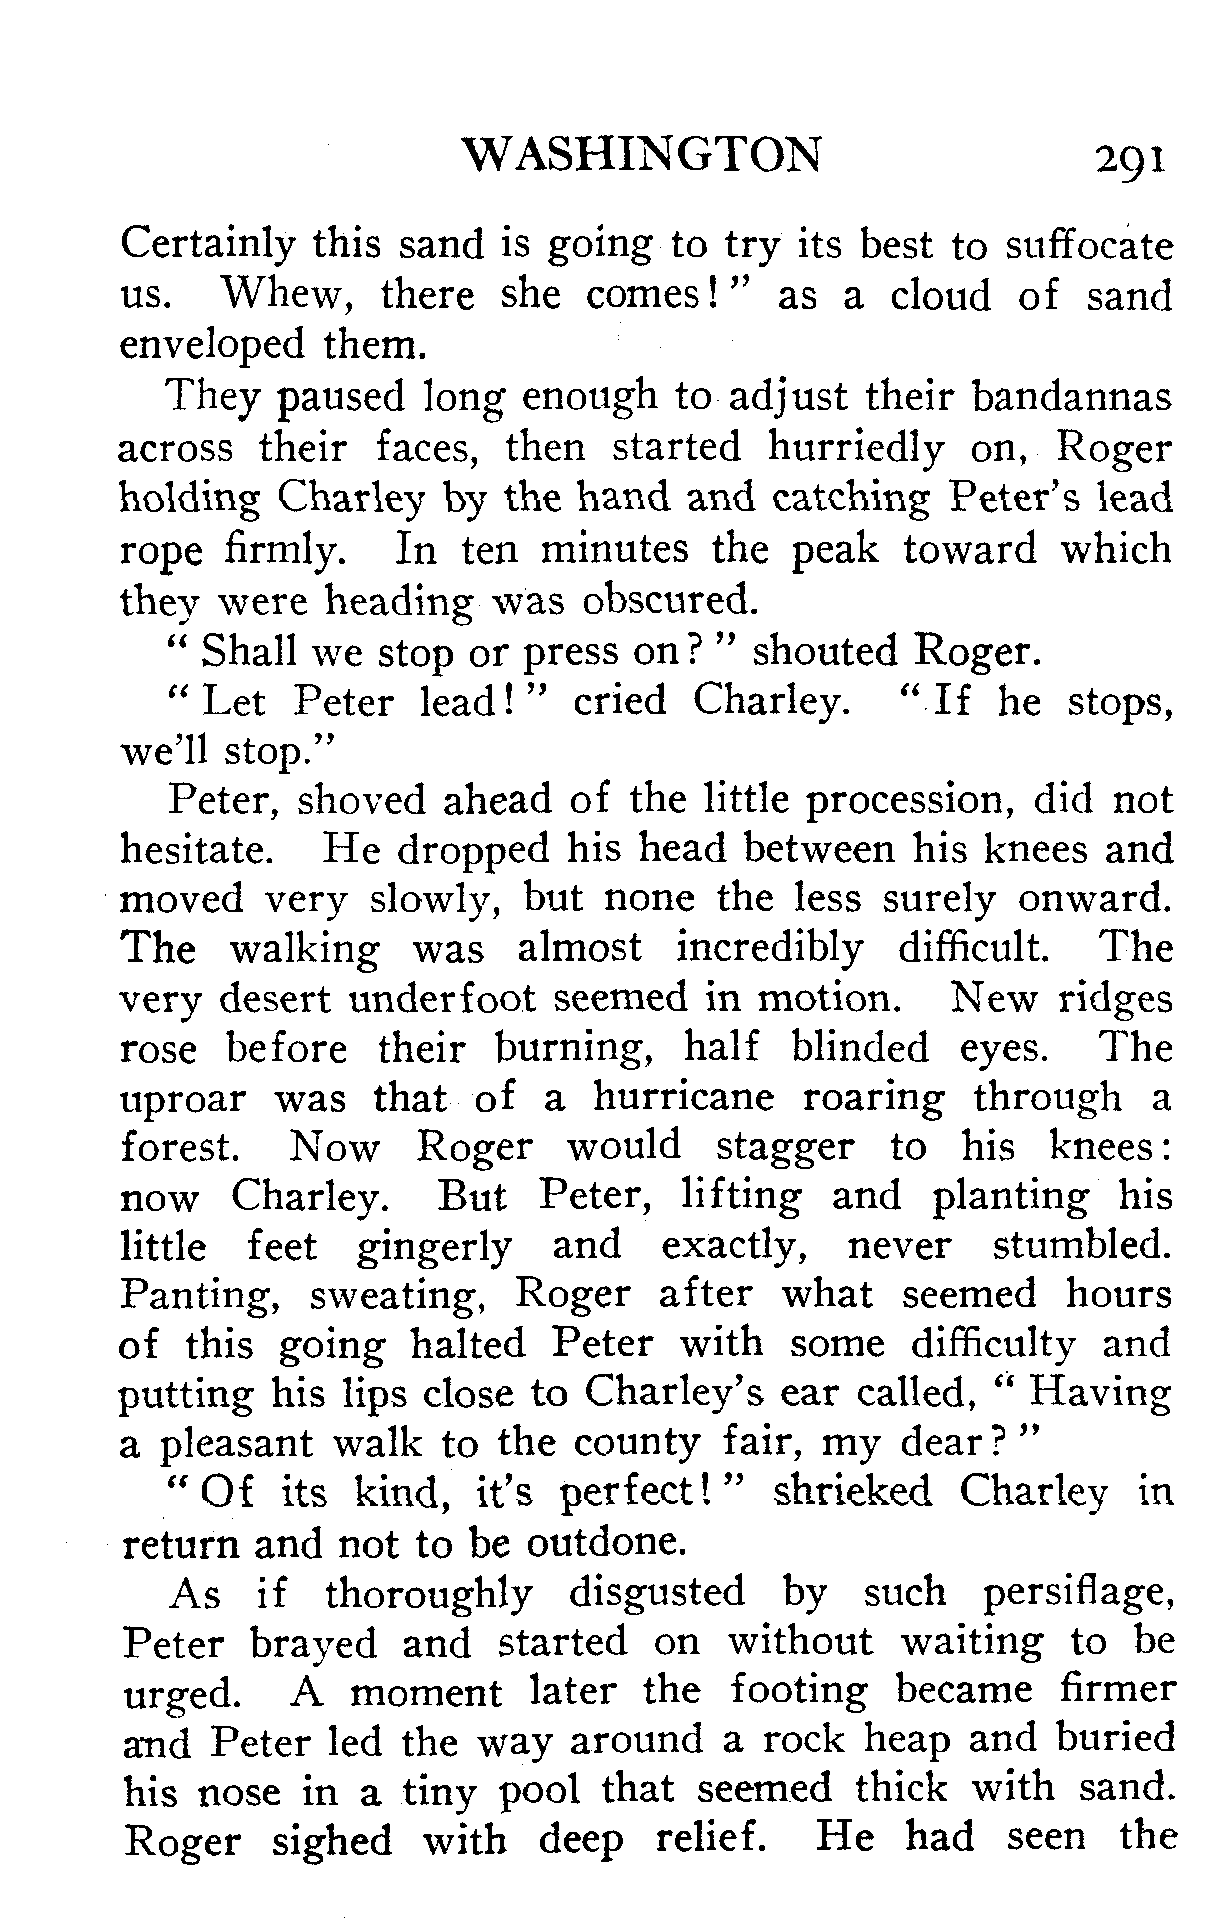 WASHINGTON 291
Certainly this sand is going to try its best to suffocate
us. Whew, there she comes!" as a cloud of sand
enveloped them.
They paused long enough to adjust their bandannas
across their faces, then started hurriedly on, Roger
holding Charley by the hand and catching Peter's lead
rope firmly. In ten minutes the peak toward which
they were heading was obscured.
"Shall we stop or press on?" shouted Roger.
"Let Peter lead!" cried Charley. "If he stops,
we'll stop."
Peter, shoved ahead of the little procession, did not
hesitate. He dropped his head between his knees and
moved very slowly, but none the less surely onward.
The walking was almost incredibly difficult. The
very desert underfoot seemed in motion. New ridges
rose before their burning, half blinded eyes. The
uproar was that of a hurricane roaring through a
forest. Now Roger would stagger to his knees:
now Charley. But Peter, lifting and planting his
little feet gingerly and exactly, never stumbled.
Panting, sweating, Roger after what seemed hours
of this going halted Peter with some difficulty and
putting his lips close to Charley's ear called, "Having
a pleasant walk to the county fair, my dear?"
"Of its kind, it's perfect!" shrieked Charley in
return and not to be outdone.
As if thoroughly disgusted by such persiflage,
Peter brayed and started on without waiting to be
urged. A moment later the footing became firmer
and Peter led the way around a rock heap and buried
his nose in a tiny pool that seemed thick with sand.
Roger sighed with deep relief. He had seen the